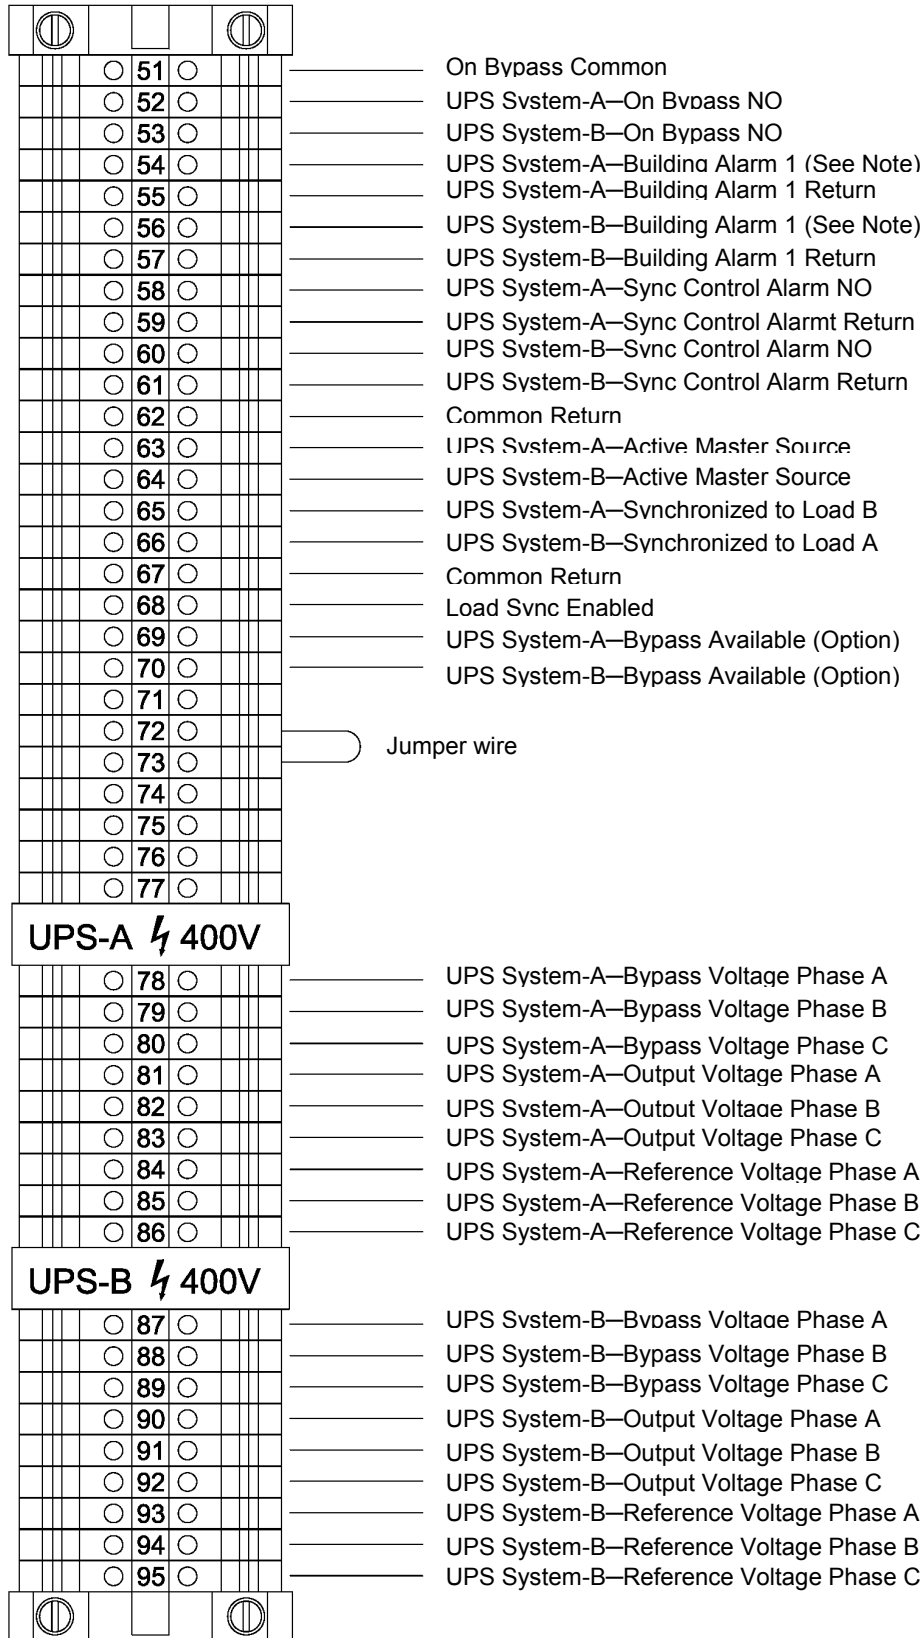 51 On Bypass Common
52 UPS System-A—On Bypass NO
53 UPS System-B—On Bypass NO
54 UPS System-A—Building Alarm 1 (See Note)
55 UPS System-A—Building Alarm 1 Return
56 UPS System-B—Building Alarm 1 (See Note)
57 UPS System-B—Building Alarm 1 Return
58 UPS System-A—Sync Control Alarm NO
59 UPS System-A—Sync Control Alarmt Return
60 UPS System-B—Sync Control Alarm NO
61 UPS System-B—Sync Control Alarm Return
62 Common Return
63 UPS System-A—Active Master Source
64 UPS System-B—Active Master Source
65 UPS System-A—Synchronized to Load B
66 UPS System-B—Synchronized to Load A
67 Common Return
68 Load Sync Enabled
69 UPS System-A—Bypass Available (Option)
70 UPS System-B—Bypass Available (Option)
71
72
Jumper wire
73
74
75
76
77
UPS-A 400V
78 UPS System-A—Bypass Voltage Phase A
79 UPS System-A—Bypass Voltage Phase B
80 UPS System-A—Bypass Voltage Phase C
81 UPS System-A—Output Voltage Phase A
82 UPS System-A—Output Voltage Phase B
83 UPS System-A—Output Voltage Phase C
84 UPS System-A—Reference Voltage Phase A
85 UPS System-A—Reference Voltage Phase B
86 UPS System-A—Reference Voltage Phase C
UPS-B 400V
87 UPS System-B—Bypass Voltage Phase A
88 UPS System-B—Bypass Voltage Phase B
89 UPS System-B—Bypass Voltage Phase C
90 UPS System-B—Output Voltage Phase A
91 UPS System-B—Output Voltage Phase B
92 UPS System-B—Output Voltage Phase C
93 UPS System-B—Reference Voltage Phase A
94 UPS System-B—Reference Voltage Phase B
95 UPS System-B—Reference Voltage Phase C